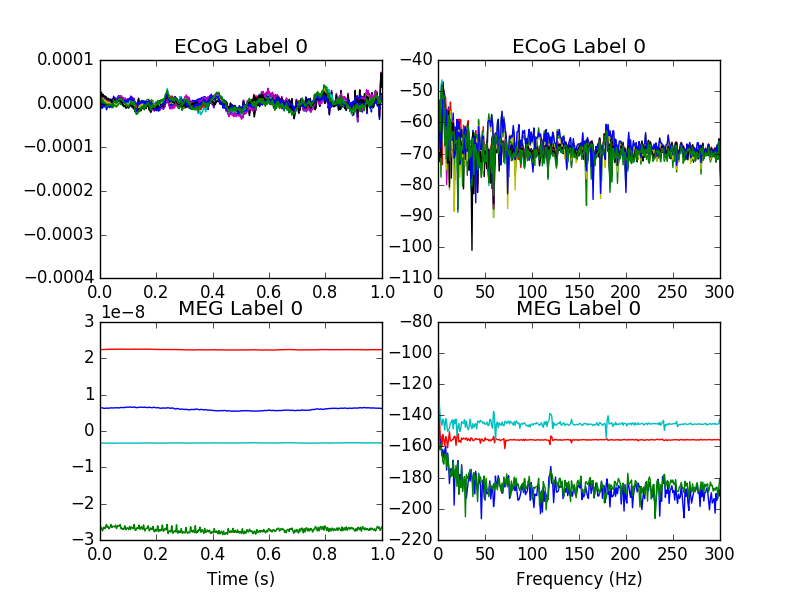 ECoG Label 0
0.0001
0.0000
−0.0001
−0.0002
−0.0003
−0.0004
0.0 0.2 0.4 0.6 0.8 1.0
ECoG Label 0
−40
−50
−60
−70
−80
−90
−100
−110
0 50 100 150 200 250 300
MEG Label 0
1e−8
3
2
1
0
−1
−2
−3
0.0 0.2 0.4 0.6 0.8 1.0
Time (s)
MEG Label 0
−80
−100
−120
−140
−160
−180
−200
−220
0 50 100 150 200 250 300
Frequency (Hz)